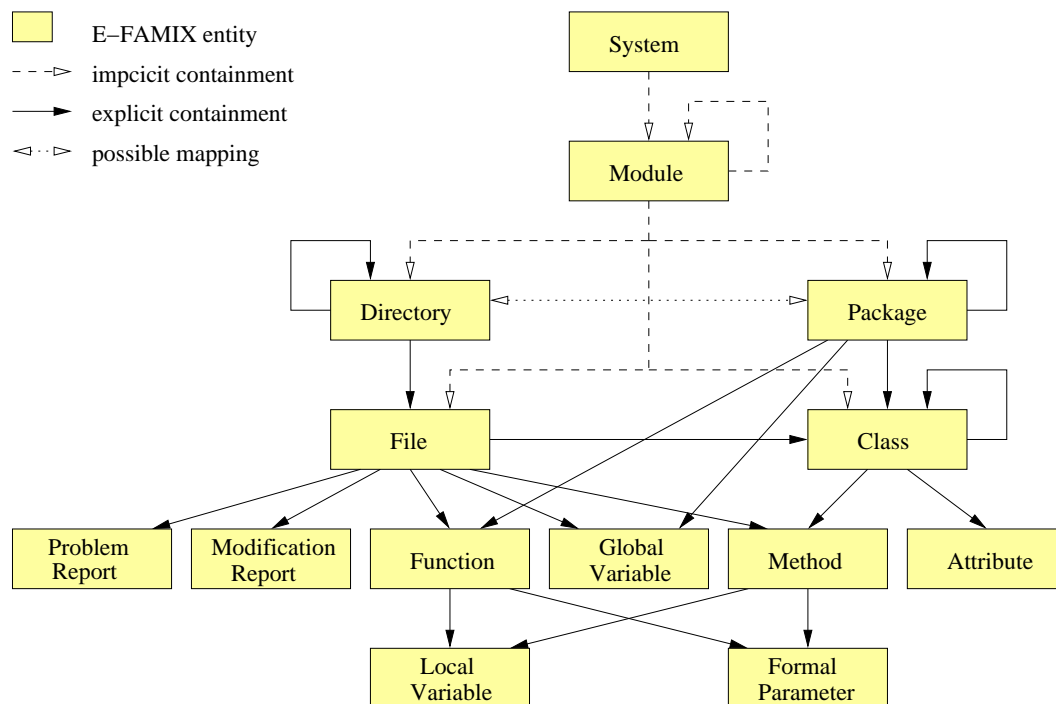 E−FAMIX entity
impcicit containment
explicit containment
possible mapping
System
Module
Directory
Package
File
Class
Problem
Report
Modification
Report
Function
Global
Variable
Method
Attribute
Local
Variable
Formal
Parameter